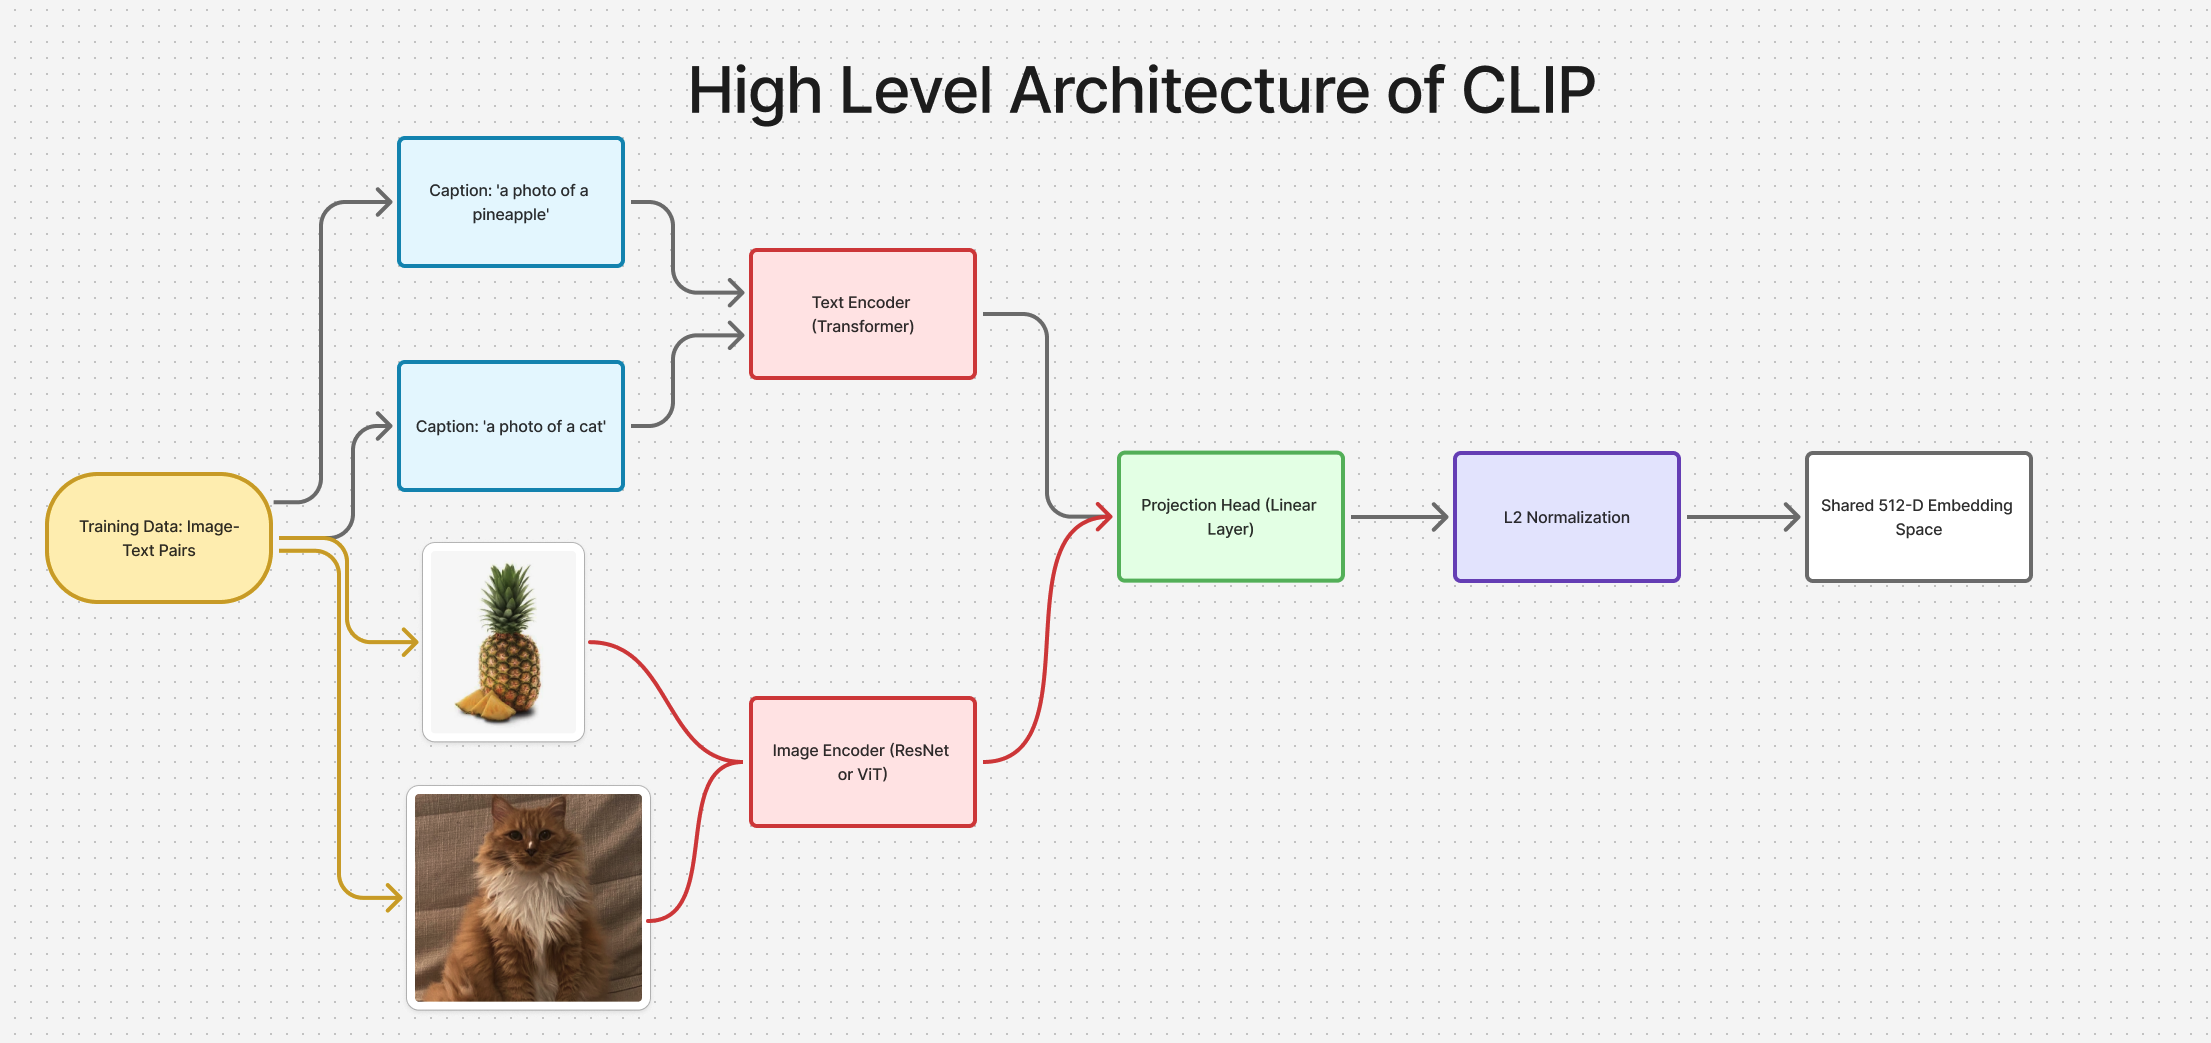 High Level Architecture of CLIP
Caption: 'a photo of a
pineapple'
Caption: 'a photo of a cat'
Training Data: Image-
Text Pairs
Text Encoder
(Transformer)
Image Encoder (ResNet
or ViT)
Projection Head (Linear
Layer)
L2 Normalization
Shared 512-D Embedding
Space